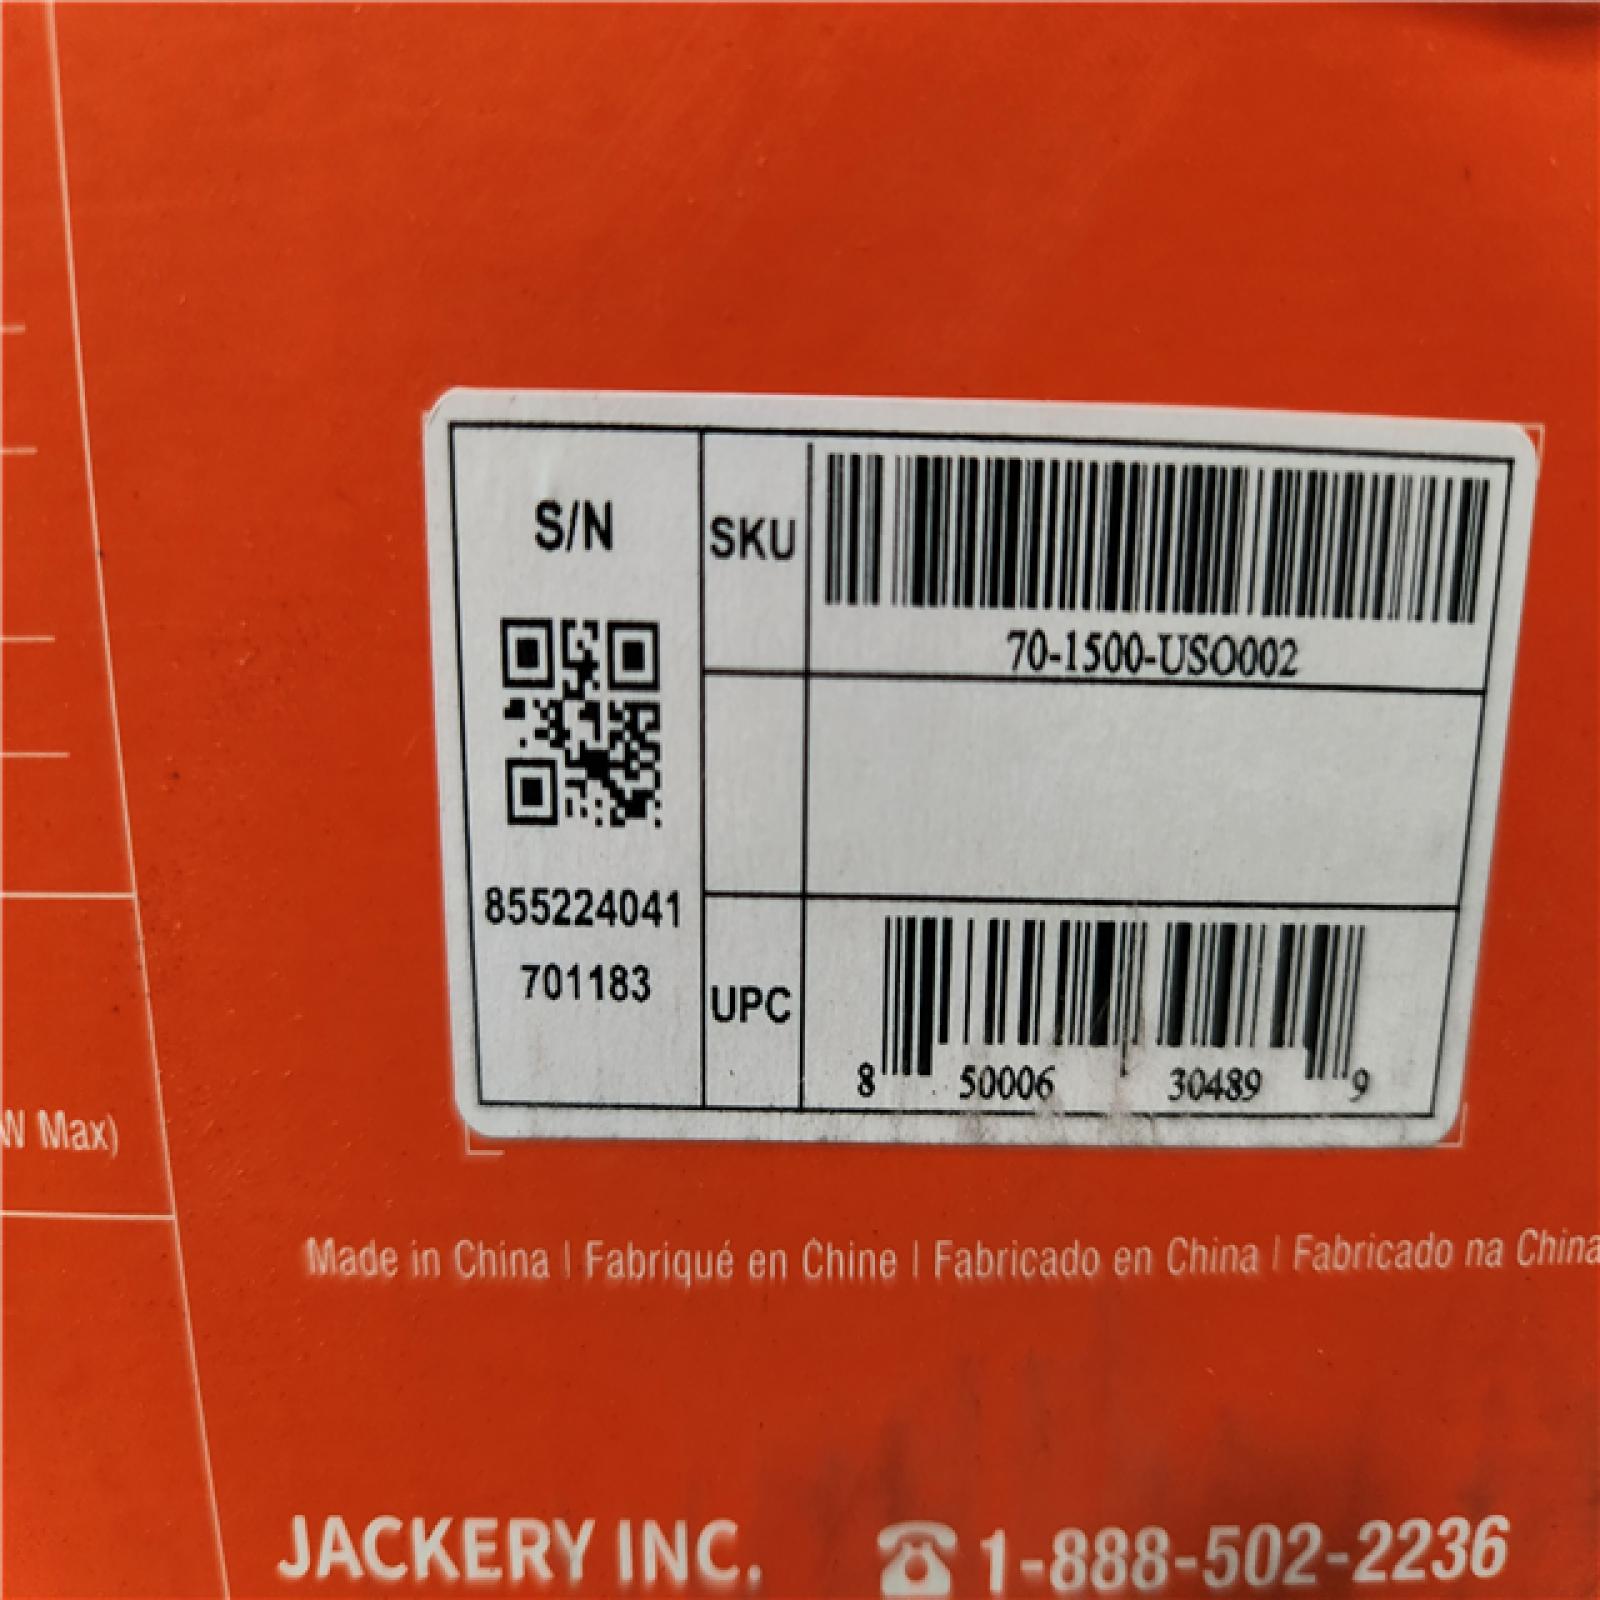 S/N
855224041
701183
SKU
70-1500-USO002
UPC
8 50006 30489 9
W Max)
Made in China | Fabriqué en Chine | Fabricado en China | Fabricado na China
JACKERY INC. 1-888-502-2236